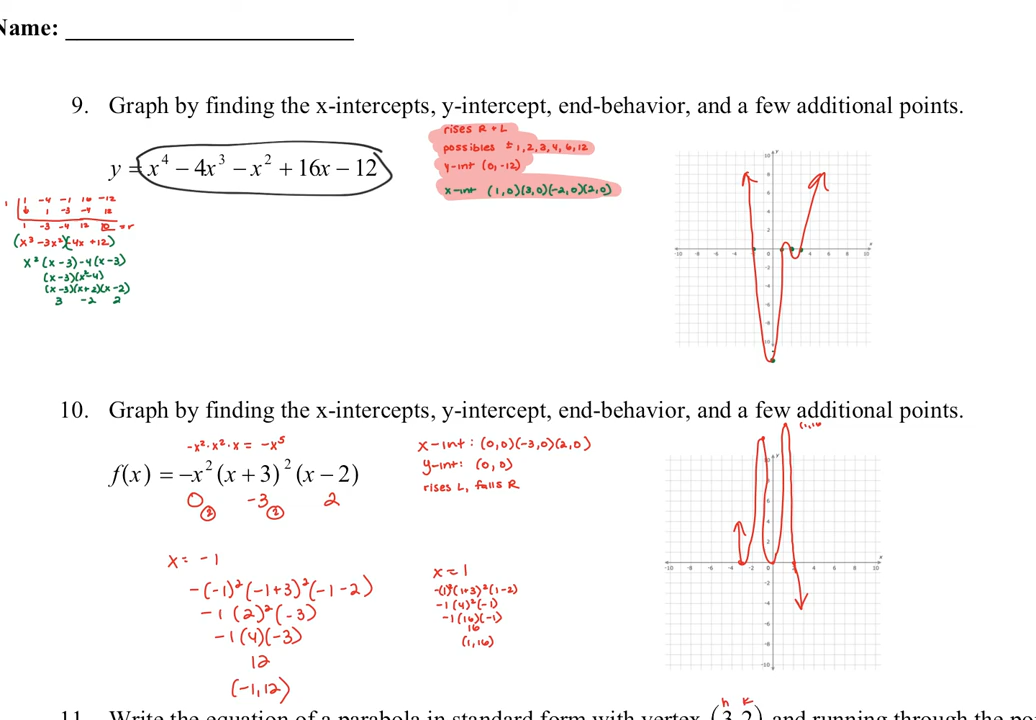 Name: ____________________
9. Graph by finding the x-intercepts, y-intercept, end-behavior, and a few additional points.
y = x⁴ − 4x³ − x² + 16x − 12
rises R + L
possibles ± 1, 2, 3, 4, 6, 12
y-int (0, -12)
x-int (1,0)(3,0)(-2,0)(2,0)
1 | 1 -4 -1 16 -12
↓ 1 -3 -4 12
1 -3 -4 12 0 = r
(x³ -3x²)(-4x +12)
x²(x-3) -4(x-3)
(x-3)(x²-4)
(x-3)(x+2)(x-2)
3 -2 2
10. Graph by finding the x-intercepts, y-intercept, end-behavior, and a few additional points.
-x²·x²·x = -x⁵
f(x) = −x²(x + 3)²(x − 2)
0 -3 2
② ②
x-int: (0,0)(-3,0)(2,0)
y-int: (0,0)
rises L, falls R
(1,16
x = -1
-(-1)²(-1+3)²(-1-2)
-1(2)²(-3)
-1(4)(-3)
12
(-1,12)
x = 1
-(1)²(1+3)²(1-2)
-1(4)²(-1)
-1(16)(-1)
16
(1,16)
h k
11. Write the equation of a parabola in standard form with vertex (3, 2) and running through the po